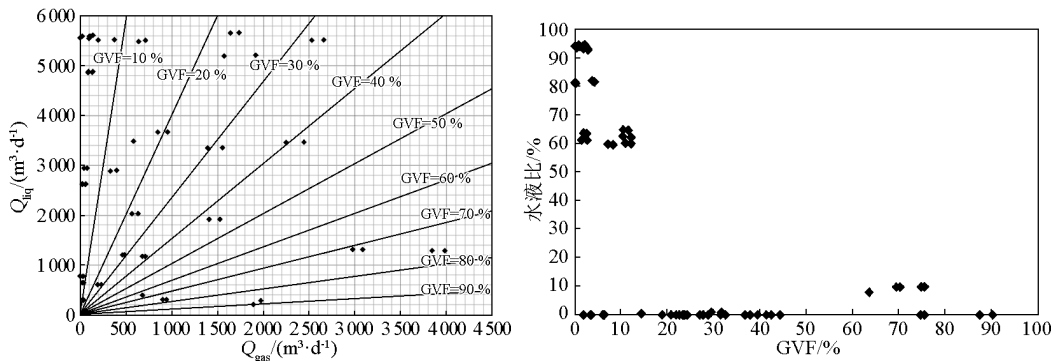 6 000
5 000
4 000
3 000
2 000
1 000
0
Q_liq/(m³·d⁻¹)
GVF=10 %
GVF=20 %
GVF=30 %
GVF=40 %
GVF=50 %
GVF=60 %
GVF=70 %
GVF=80 %
GVF=90 %
0 500 1 000 1 500 2 000 2 500 3 000 3 500 4 000 4 500
Q_gas/(m³·d⁻¹)
100
90
80
70
60
50
40
30
20
10
0
水液比/%
0 10 20 30 40 50 60 70 80 90 100
GVF/%